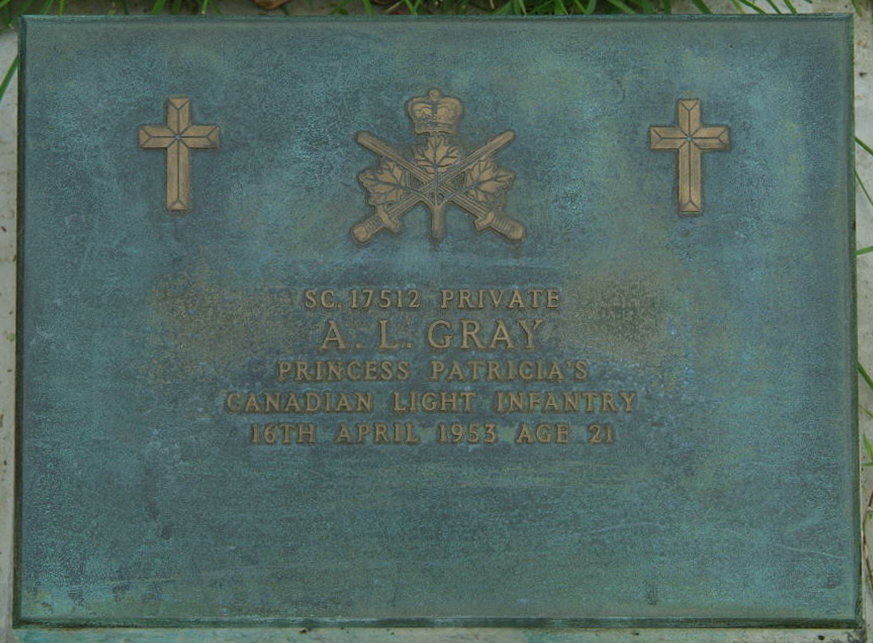 SC. 17512 PRIVATE
A. L. GRAY
PRINCESS PATRICIA'S
CANADIAN LIGHT INFANTRY
16TH APRIL 1953 AGE 21